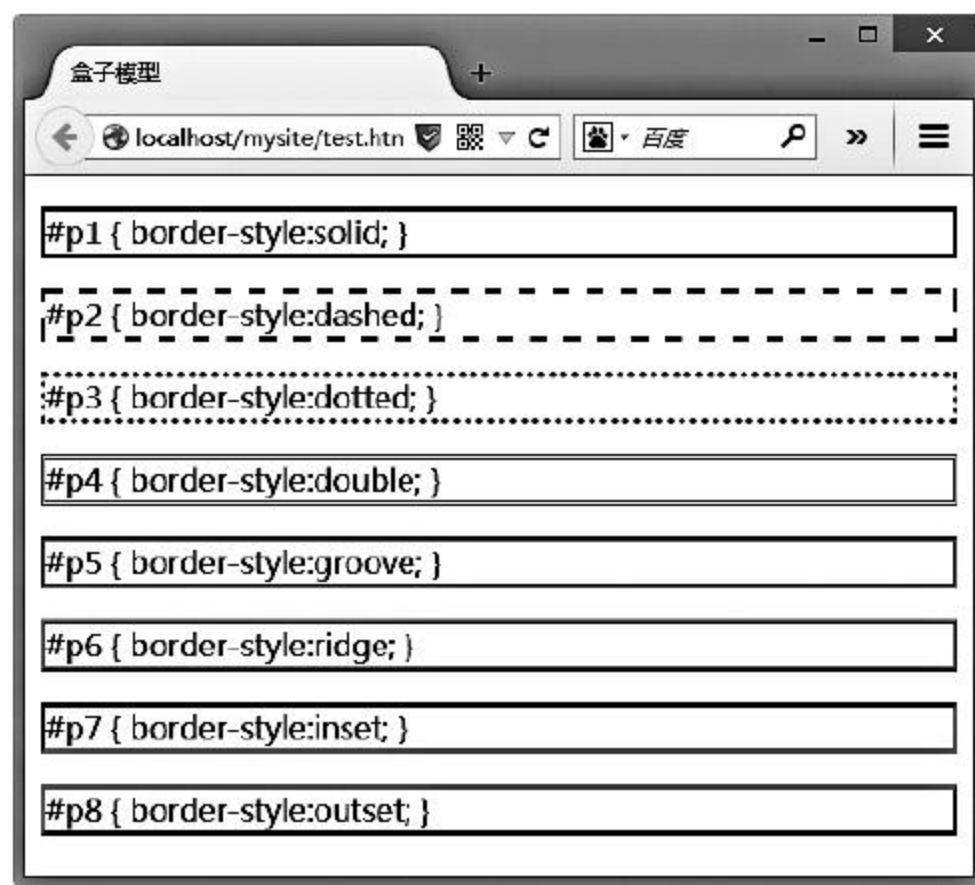 盒子模型
localhost/mysite/test.htn
百度
#p1 { border-style:solid; }
#p2 { border-style:dashed; }
#p3 { border-style:dotted; }
#p4 { border-style:double; }
#p5 { border-style:groove; }
#p6 { border-style:ridge; }
#p7 { border-style:inset; }
#p8 { border-style:outset; }